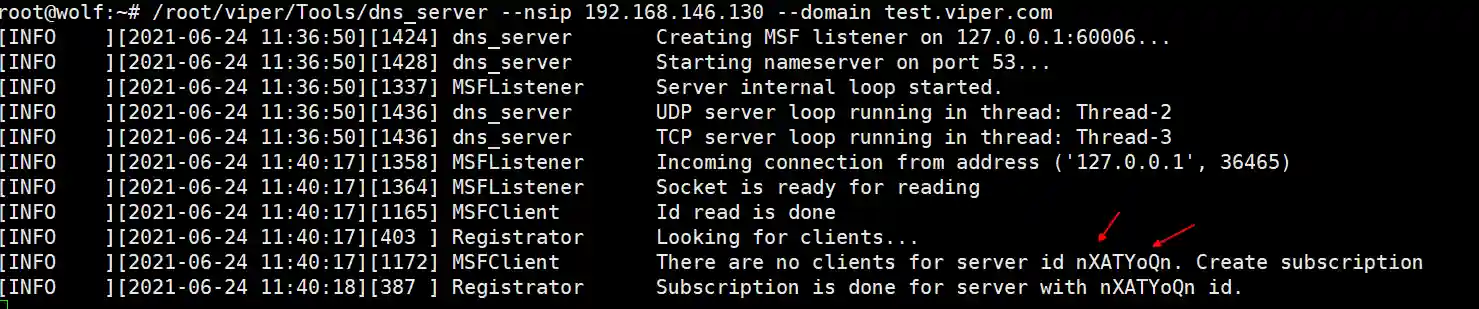 root@wolf:~# /root/viper/Tools/dns_server --nsip 192.168.146.130 --domain test.viper.com
[INFO    ][2021-06-24 11:36:50][1424] dns_server       Creating MSF listener on 127.0.0.1:60006...
[INFO    ][2021-06-24 11:36:50][1428] dns_server       Starting nameserver on port 53...
[INFO    ][2021-06-24 11:36:50][1337] MSFListener      Server internal loop started.
[INFO    ][2021-06-24 11:36:50][1436] dns_server       UDP server loop running in thread: Thread-2
[INFO    ][2021-06-24 11:36:50][1436] dns_server       TCP server loop running in thread: Thread-3
[INFO    ][2021-06-24 11:40:17][1358] MSFListener      Incoming connection from address ('127.0.0.1', 36465)
[INFO    ][2021-06-24 11:40:17][1364] MSFListener      Socket is ready for reading
[INFO    ][2021-06-24 11:40:17][1165] MSFClient        Id read is done
[INFO    ][2021-06-24 11:40:17][403 ] Registrator      Looking for clients...
[INFO    ][2021-06-24 11:40:17][1172] MSFClient        There are no clients for server id nXATYoQn. Create subscription
[INFO    ][2021-06-24 11:40:18][387 ] Registrator      Subscription is done for server with nXATYoQn id.